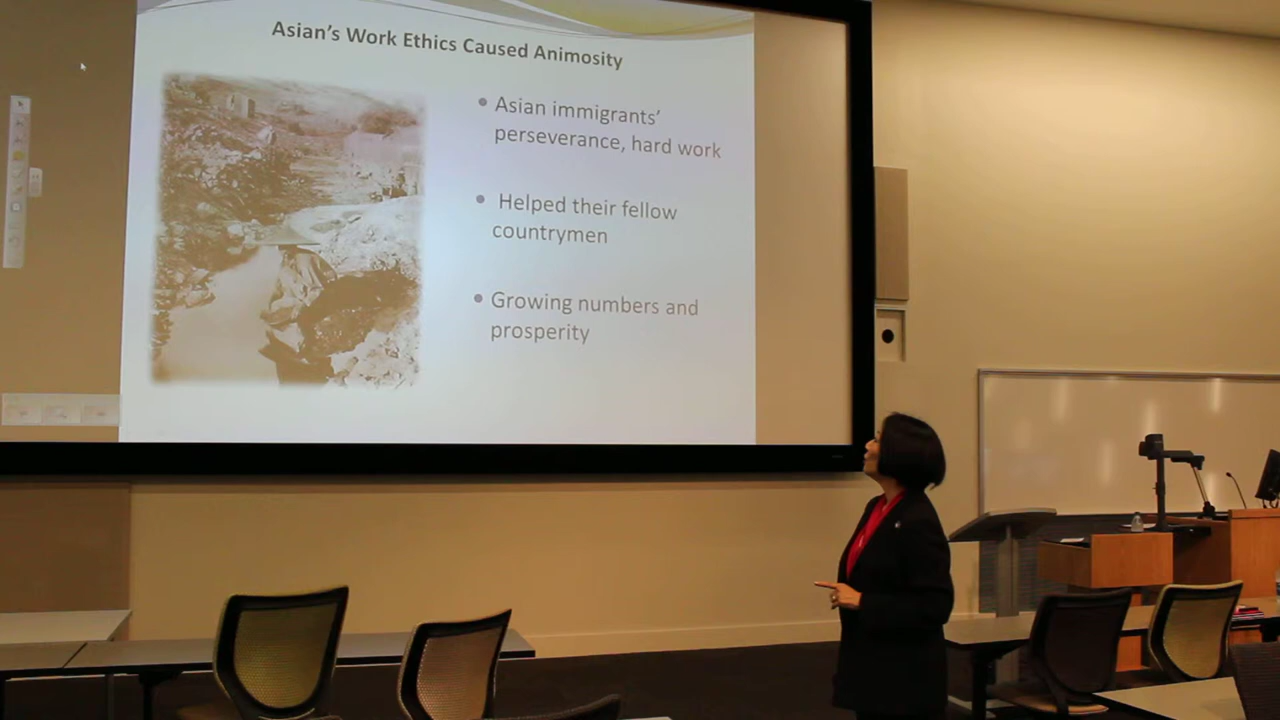 Asian's Work Ethics Caused Animosity
• Asian immigrants'
perseverance, hard work
• Helped their fellow
countrymen
• Growing numbers and
prosperity